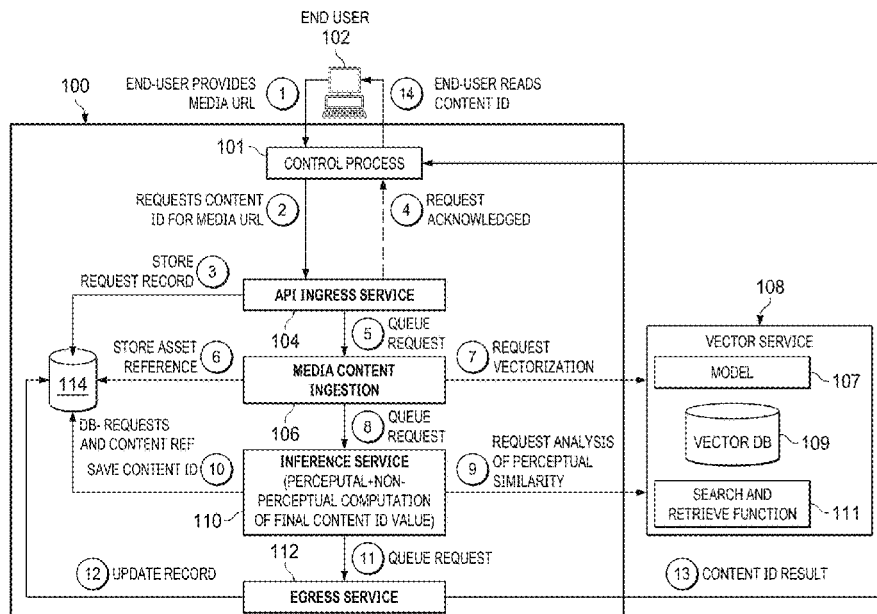 END USER
102
100
END-USER PROVIDES
MEDIA URL
1
14
END-USER READS
CONTENT ID
101
CONTROL PROCESS
REQUESTS CONTENT
ID FOR MEDIA URL
2
4
REQUEST
ACKNOWLEDGED
STORE
REQUEST RECORD
3
API INGRESS SERVICE
104
5
QUEUE
REQUEST
STORE ASSET
REFERENCE
6
MEDIA CONTENT
INGESTION
7
REQUEST
VECTORIZATION
114
106
8
QUEUE
REQUEST
DB- REQUESTS
AND CONTENT REF
SAVE CONTENT ID
10
INFERENCE SERVICE
(PERCEPUTAL+NON-
PERCEPTUAL COMPUTATION
OF FINAL CONTENT ID VALUE)
110
9
REQUEST ANALYSIS
OF PERCEPTUAL
SIMILARITY
108
VECTOR SERVICE
MODEL
107
VECTOR DB
109
SEARCH AND
RETRIEVE FUNCTION
111
11
QUEUE REQUEST
112
12
UPDATE RECORD
EGRESS SERVICE
13
CONTENT ID RESULT